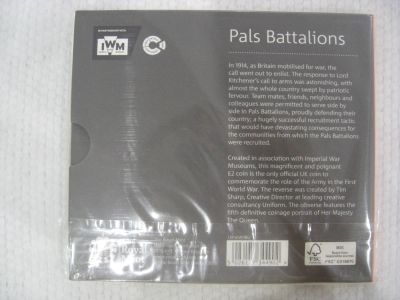 IWM
Pals Battalions
In 1914, as Britain mobilised for war, the
call went out to enlist. The response to Lord
Kitchener's call to arms was astonishing, with
almost the whole country swept by patriotic
fervour. Team mates, friends, neighbours and
colleagues were permitted to serve side by
side in Pals Battalions, proudly defending their
country; a hugely successful recruitment tactic
that would have devastating consequences for the
communities from which the Pals Battalions
were recruited.
Created in association with Imperial War
Museums, this magnificent and poignant
£2 coin is the only official UK coin to
commemorate the role of the Army in the First
World War. The reverse was created by Tim
Sharp, Creative Director at leading creative
consultancy Uniform. The obverse features the
fifth definitive coinage portrait of Her Majesty
The Queen.
FSC
MIX